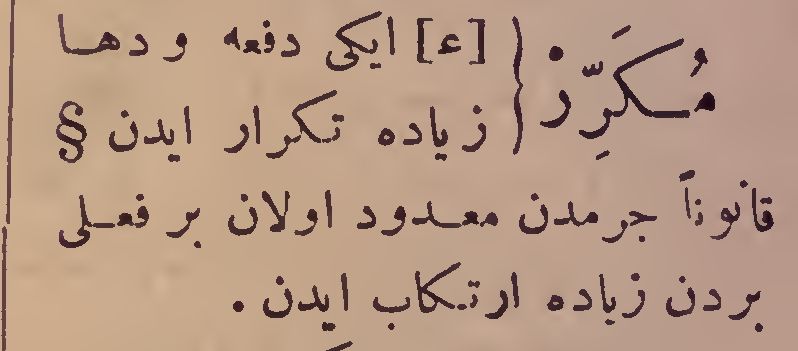 مُكَرِّر { [ع] ایكی دفعه و دها
زیاده تكرار ایدن §
قانوناً جرمدن معدود اولان بر فعلی
بردن زیاده ارتكاب ایدن .